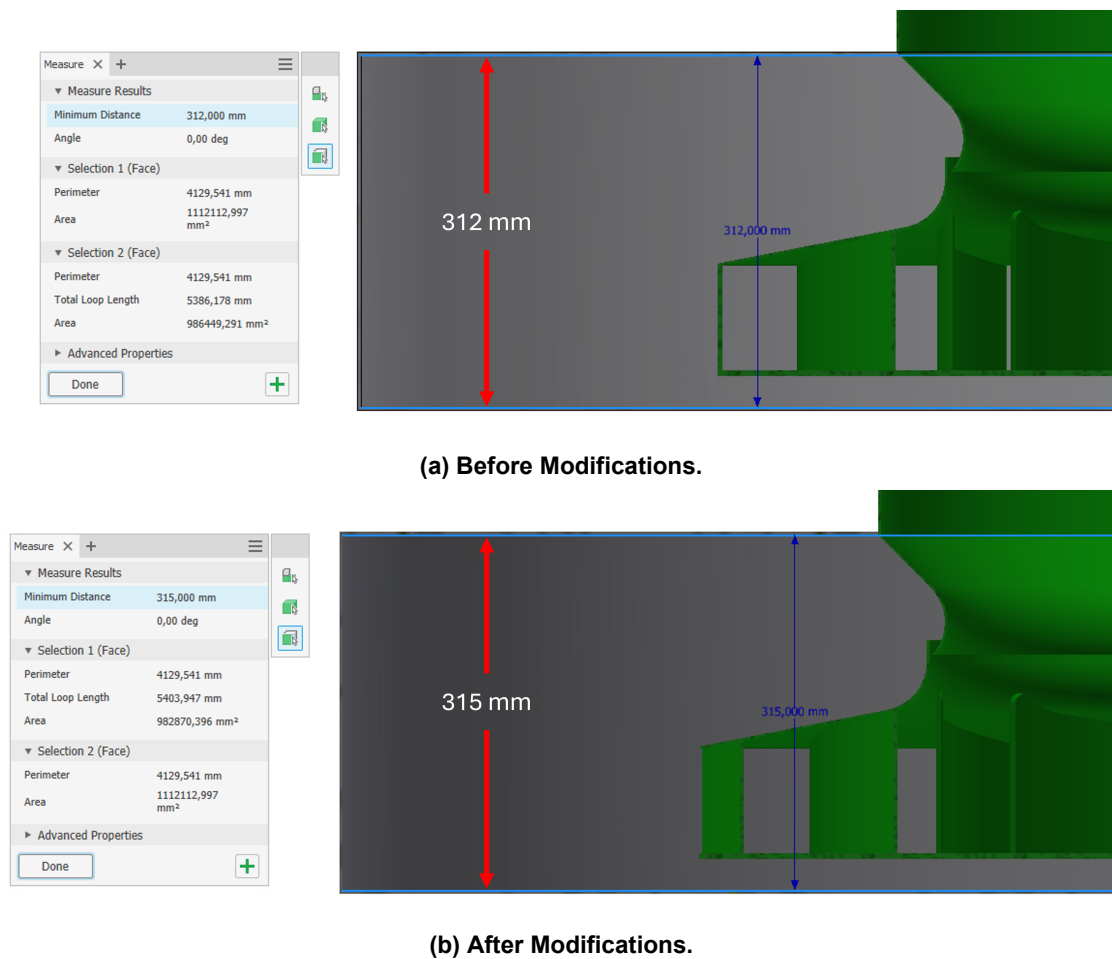 Measure
Measure Results
Minimum Distance 312,000 mm
Angle 0,00 deg
Selection 1 (Face)
Perimeter 4129,541 mm
Area 1112112,997 mm²
Selection 2 (Face)
Perimeter 4129,541 mm
Total Loop Length 5386,178 mm
Area 986449,291 mm²
Advanced Properties
Done
312 mm
312,000 mm
(a) Before Modifications.
Measure
Measure Results
Minimum Distance 315,000 mm
Angle 0,00 deg
Selection 1 (Face)
Perimeter 4129,541 mm
Total Loop Length 5403,947 mm
Area 982870,396 mm²
Selection 2 (Face)
Perimeter 4129,541 mm
Area 1112112,997 mm²
Advanced Properties
Done
315 mm
315,000 mm
(b) After Modifications.